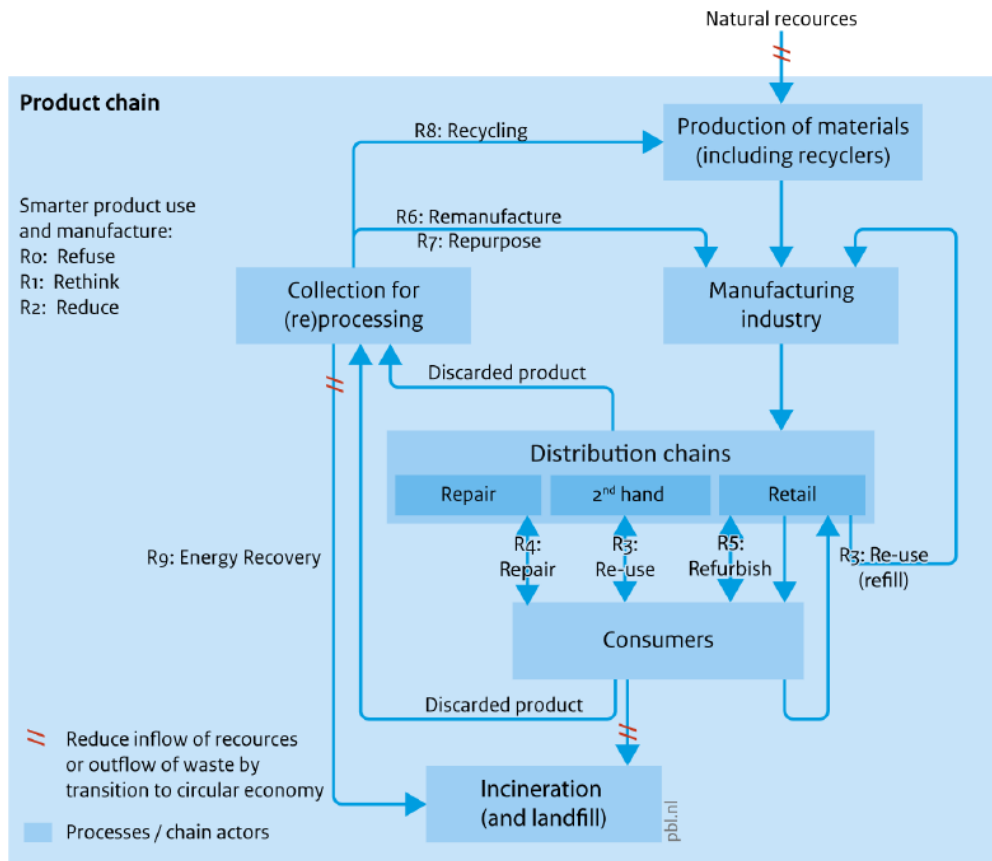 Natural recources
Product chain
Production of materials
(including recyclers)
R8: Recycling
Smarter product use
and manufacture:
R0: Refuse
R1: Rethink
R2: Reduce
R6: Remanufacture
R7: Repurpose
Collection for
(re)processing
Manufacturing
industry
Discarded product
Distribution chains
Repair
2nd hand
Retail
R9: Energy Recovery
R4:
Repair
R3:
Re-use
R5:
Refurbish
R3: Re-use
(refill)
Consumers
Discarded product
Reduce inflow of recources
or outflow of waste by
transition to circular economy
Incineration
(and landfill)
pbl.nl
Processes / chain actors